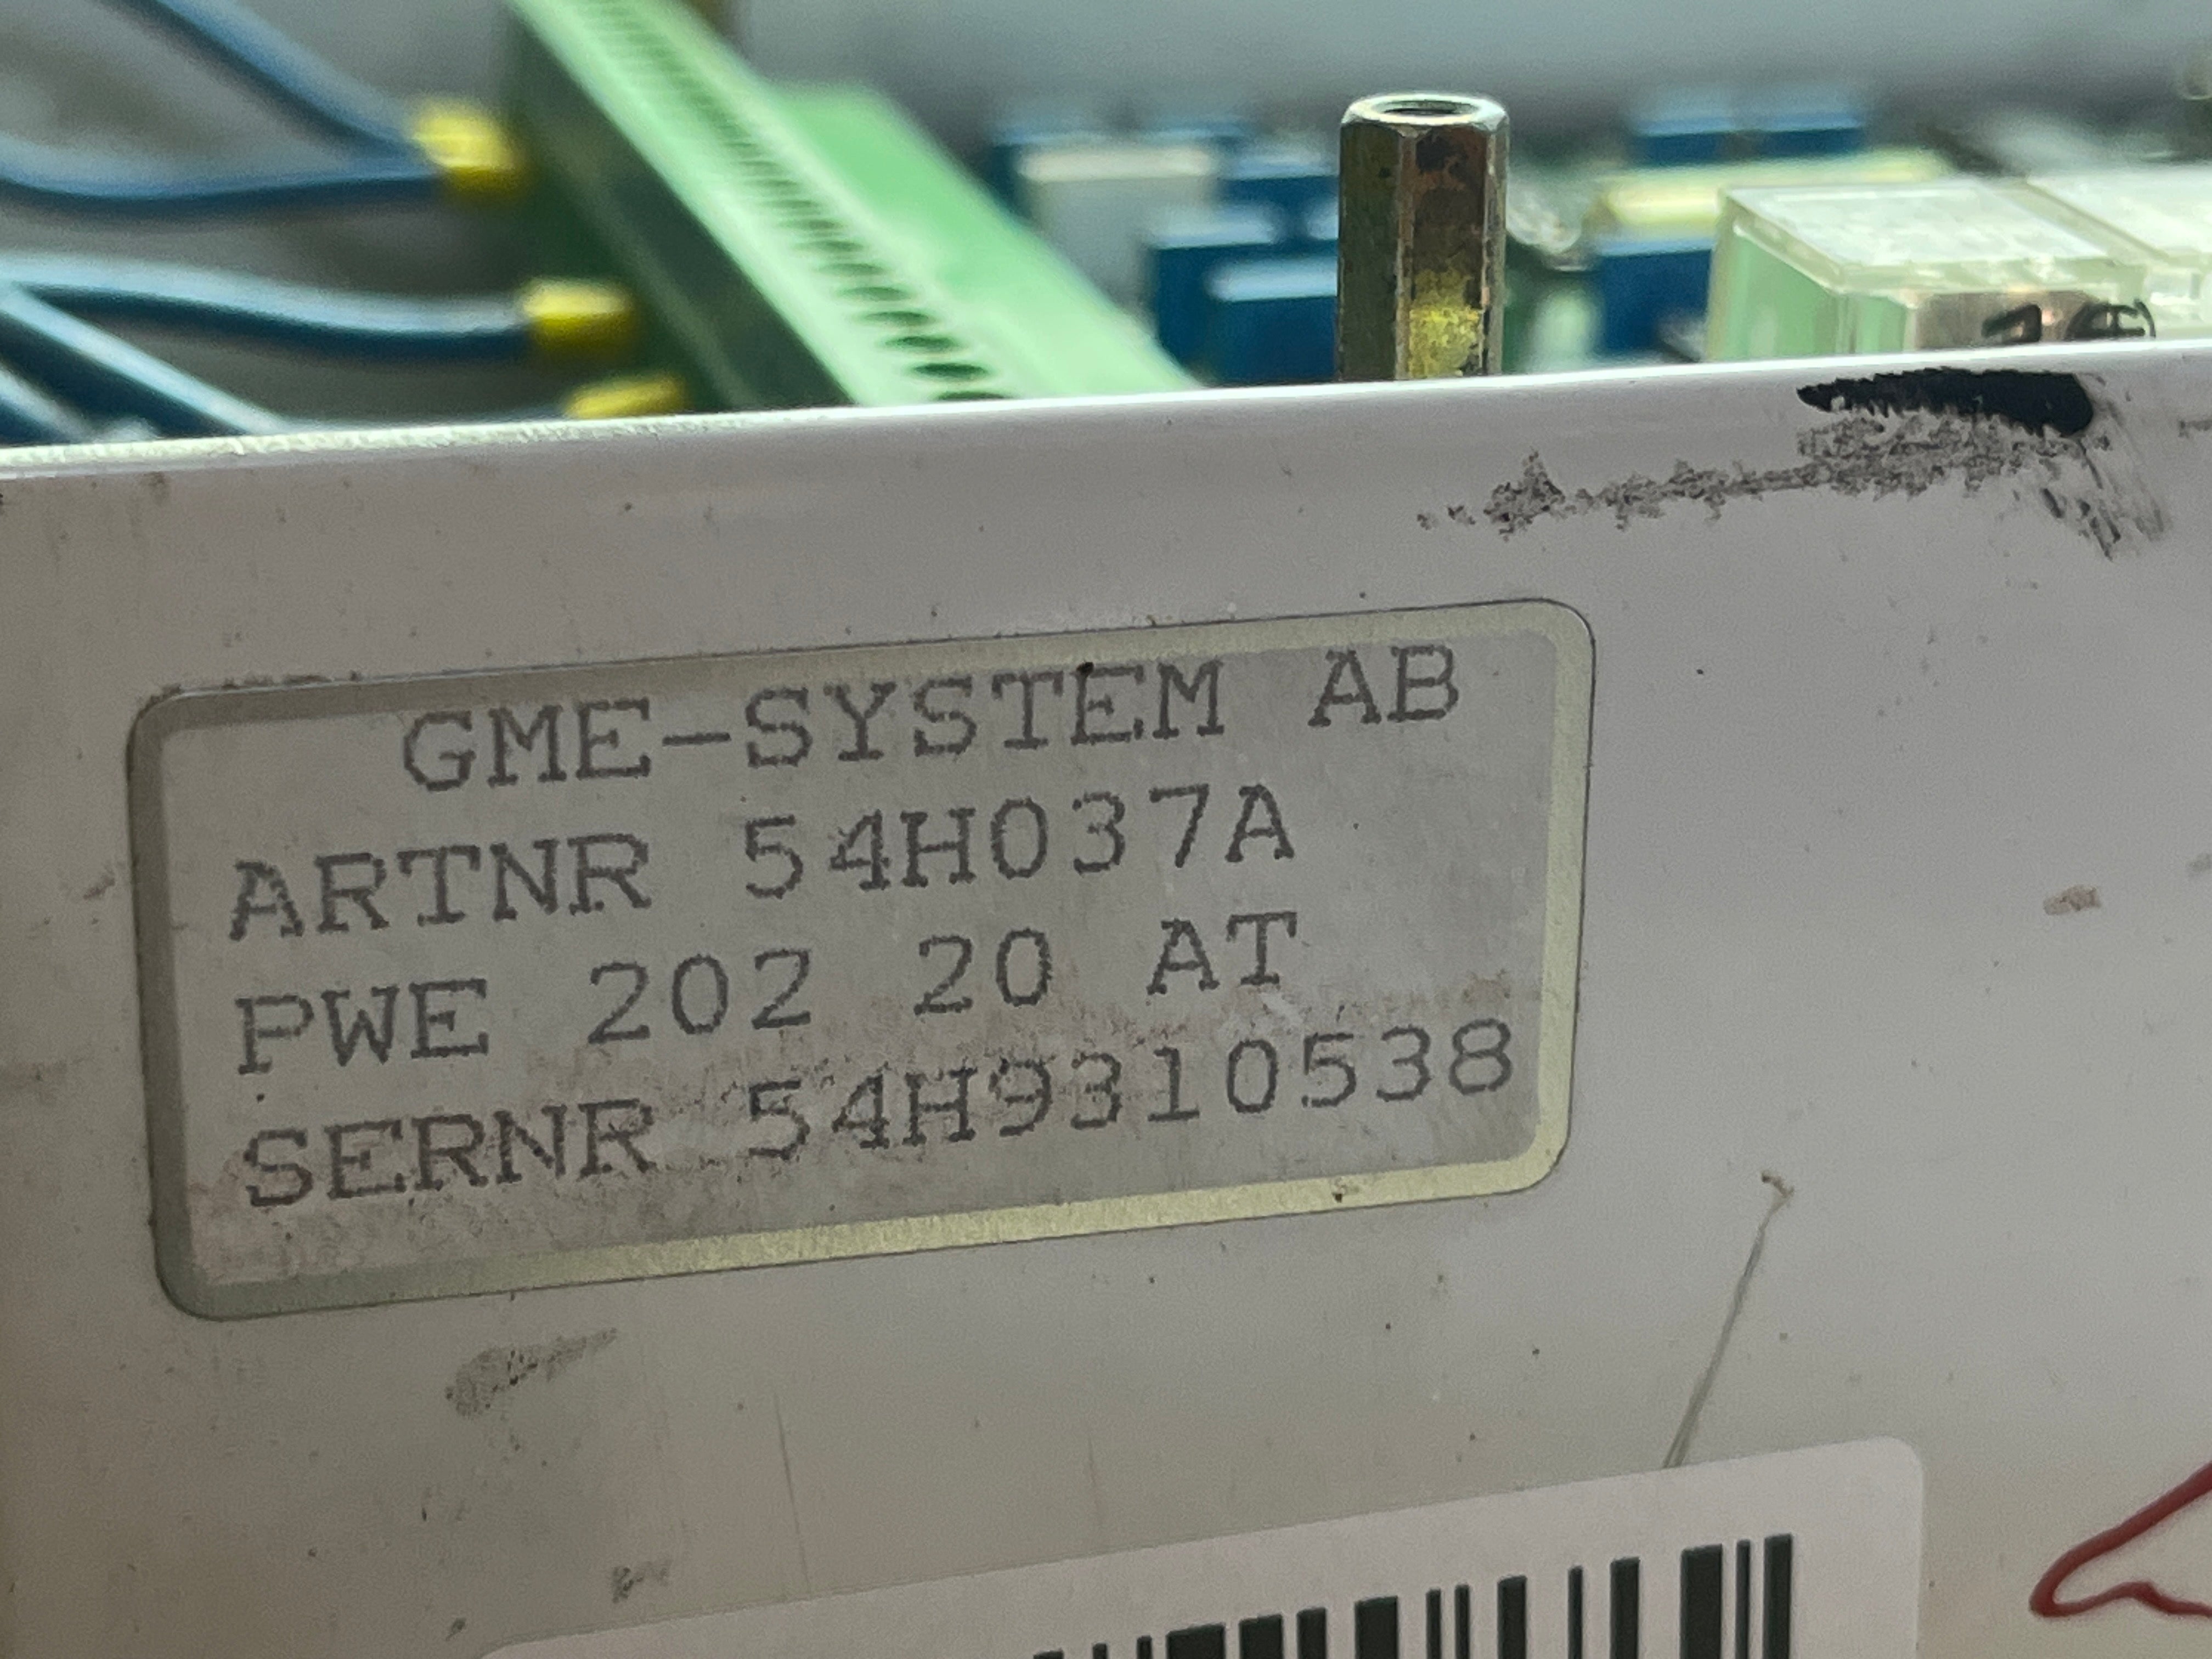 GME-SYSTEM AB
ARTNR 54H037A
PWE 202 20 AT
SERNR 54H9310538